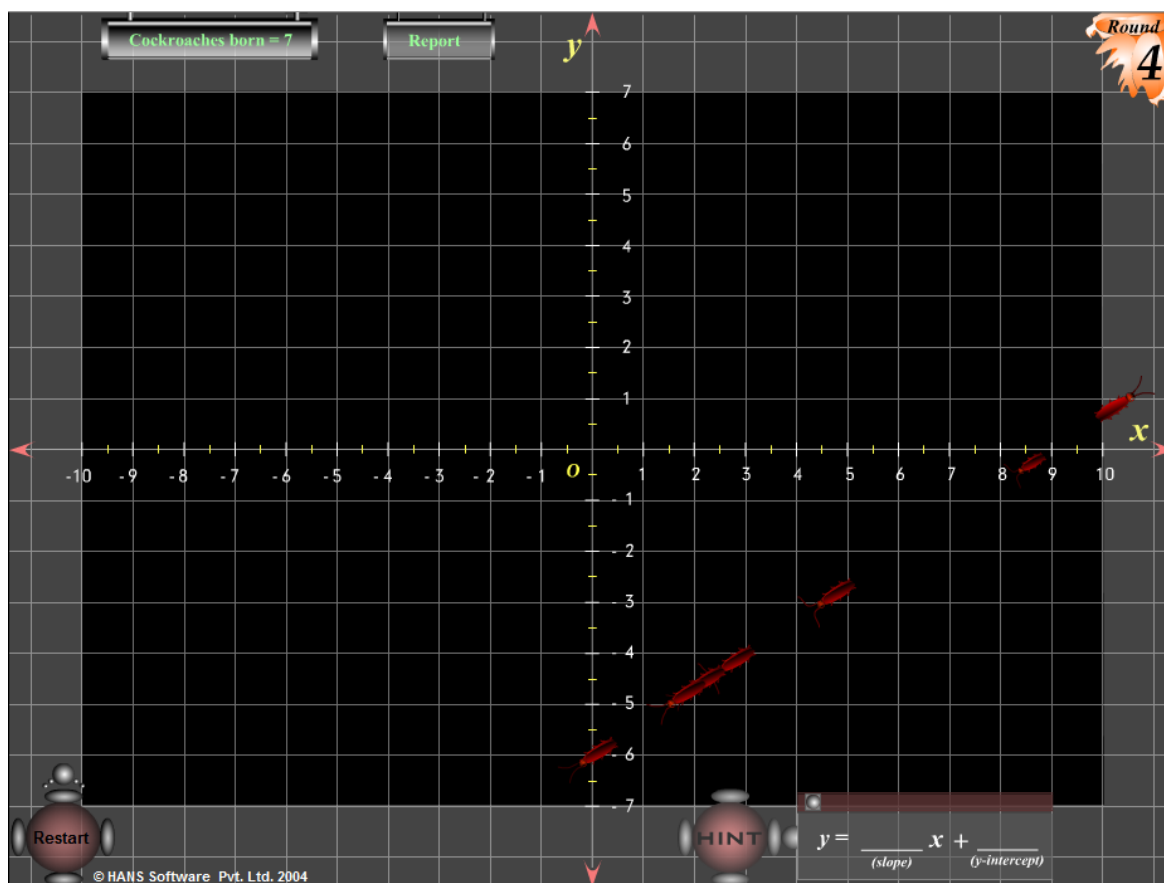 Cockroaches born = 7
Report
Round
4
y
7
6
5
4
3
2
1
x
-10 -9 -8 -7 -6 -5 -4 -3 -2 -1 O 1 2 3 4 5 6 7 8 9 10
- 1
- 2
- 3
- 4
- 5
- 6
- 7
Restart
HINT
y = ______ x + ______
(slope) (y-intercept)
© HANS Software Pvt. Ltd. 2004